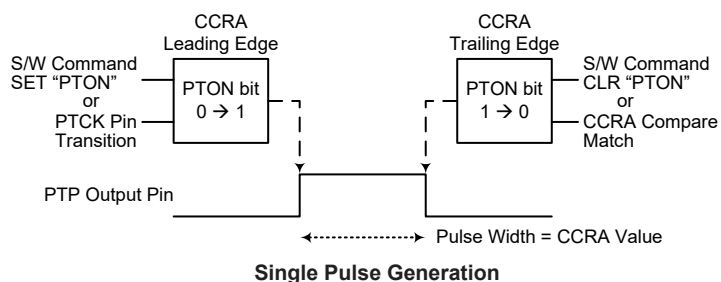 CCRA
Leading Edge
CCRA
Trailing Edge
S/W Command
SET “PTON”
or
PTCK Pin
Transition
PTON bit
0 → 1
PTON bit
1 → 0
S/W Command
CLR “PTON”
or
CCRA Compare
Match
PTP Output Pin
Pulse Width = CCRA Value
Single Pulse Generation